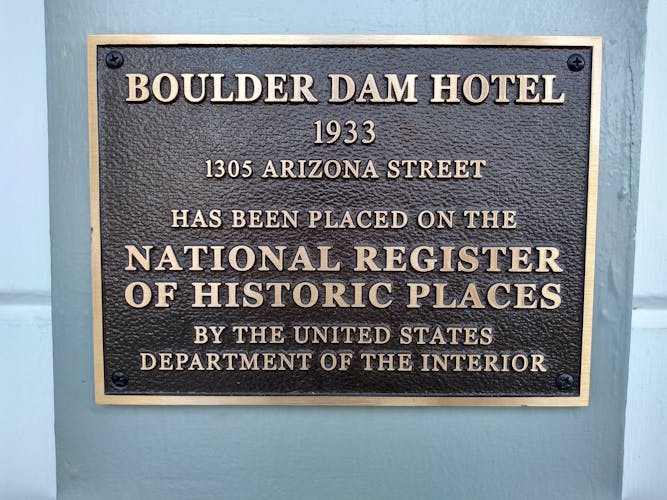 BOULDER DAM HOTEL
1933
1305 ARIZONA STREET
HAS BEEN PLACED ON THE
NATIONAL REGISTER
OF HISTORIC PLACES
BY THE UNITED STATES
DEPARTMENT OF THE INTERIOR